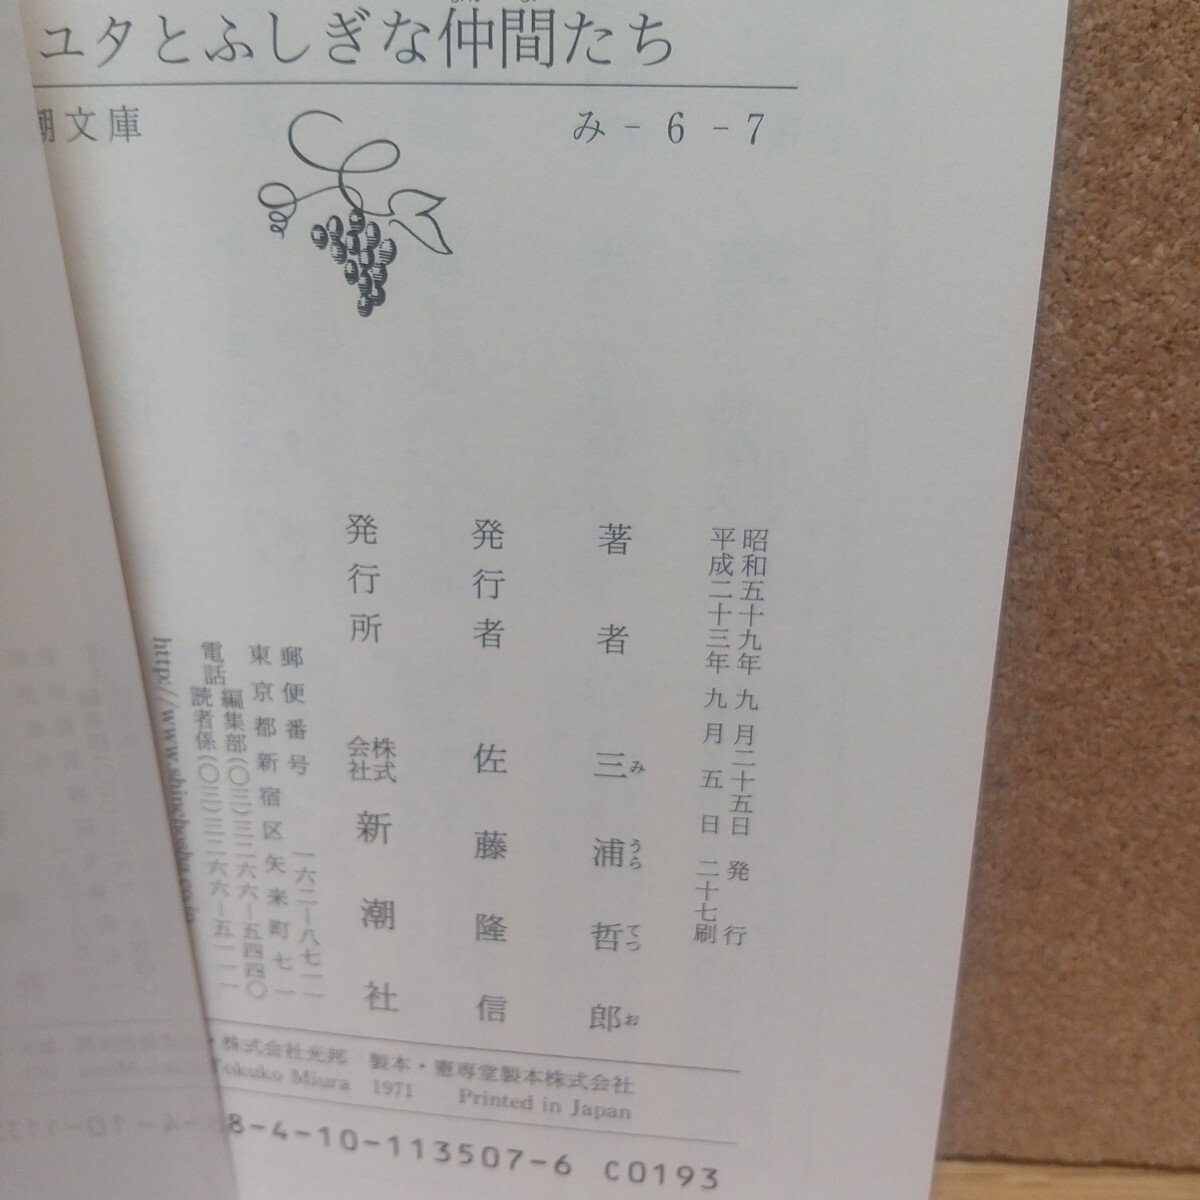 ユタとふしぎな仲間たち
潮文庫
み-6-7
昭和五十九年九月二十五日発行
平成二十三年九月五日二十七刷
著者 三浦哲郎
発行者 佐藤隆信
発行所 株式会社新潮社
郵便番号 一六二―八七一一
東京都新宿区矢来町七一
電話 編集部(〇三)三二六六―五四四〇
読者係(〇三)三二六六―五一一一
http://www.shinchosha.co.jp
・株式会社光邦 製本・憲専堂製本株式会社
Tokuko Miura 1971 Printed in Japan
8-4-10-113507-6 C0193